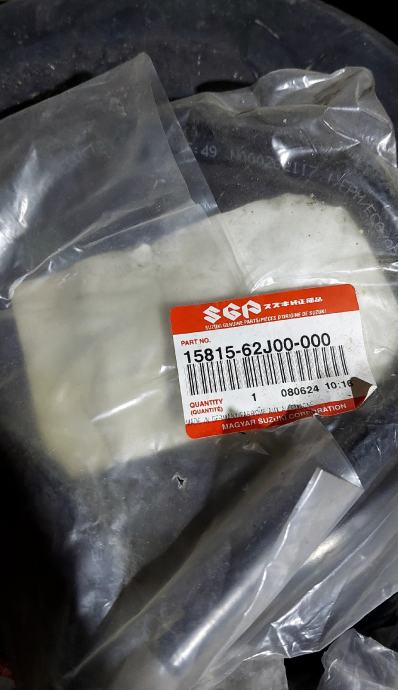 SGP スズキ純正部品
SUZUKI GENUINE PARTS/PIECES D'ORIGINE DE SUZUKI
PART NO.
15815-62J00-000
QUANTITY
(QUANTITÉ)
1 080624 10:16
MAGYAR SUZUKI CORPORATION